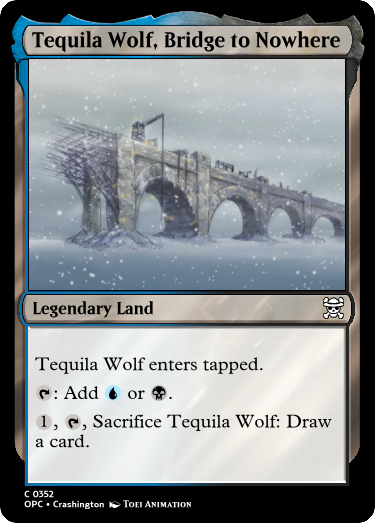 Tequila Wolf, Bridge to Nowhere
Legendary Land
Tequila Wolf enters tapped.
: Add or .
1, , Sacrifice Tequila Wolf: Draw
a card.
C 0352
OPC • Crashington TOEI ANIMATION